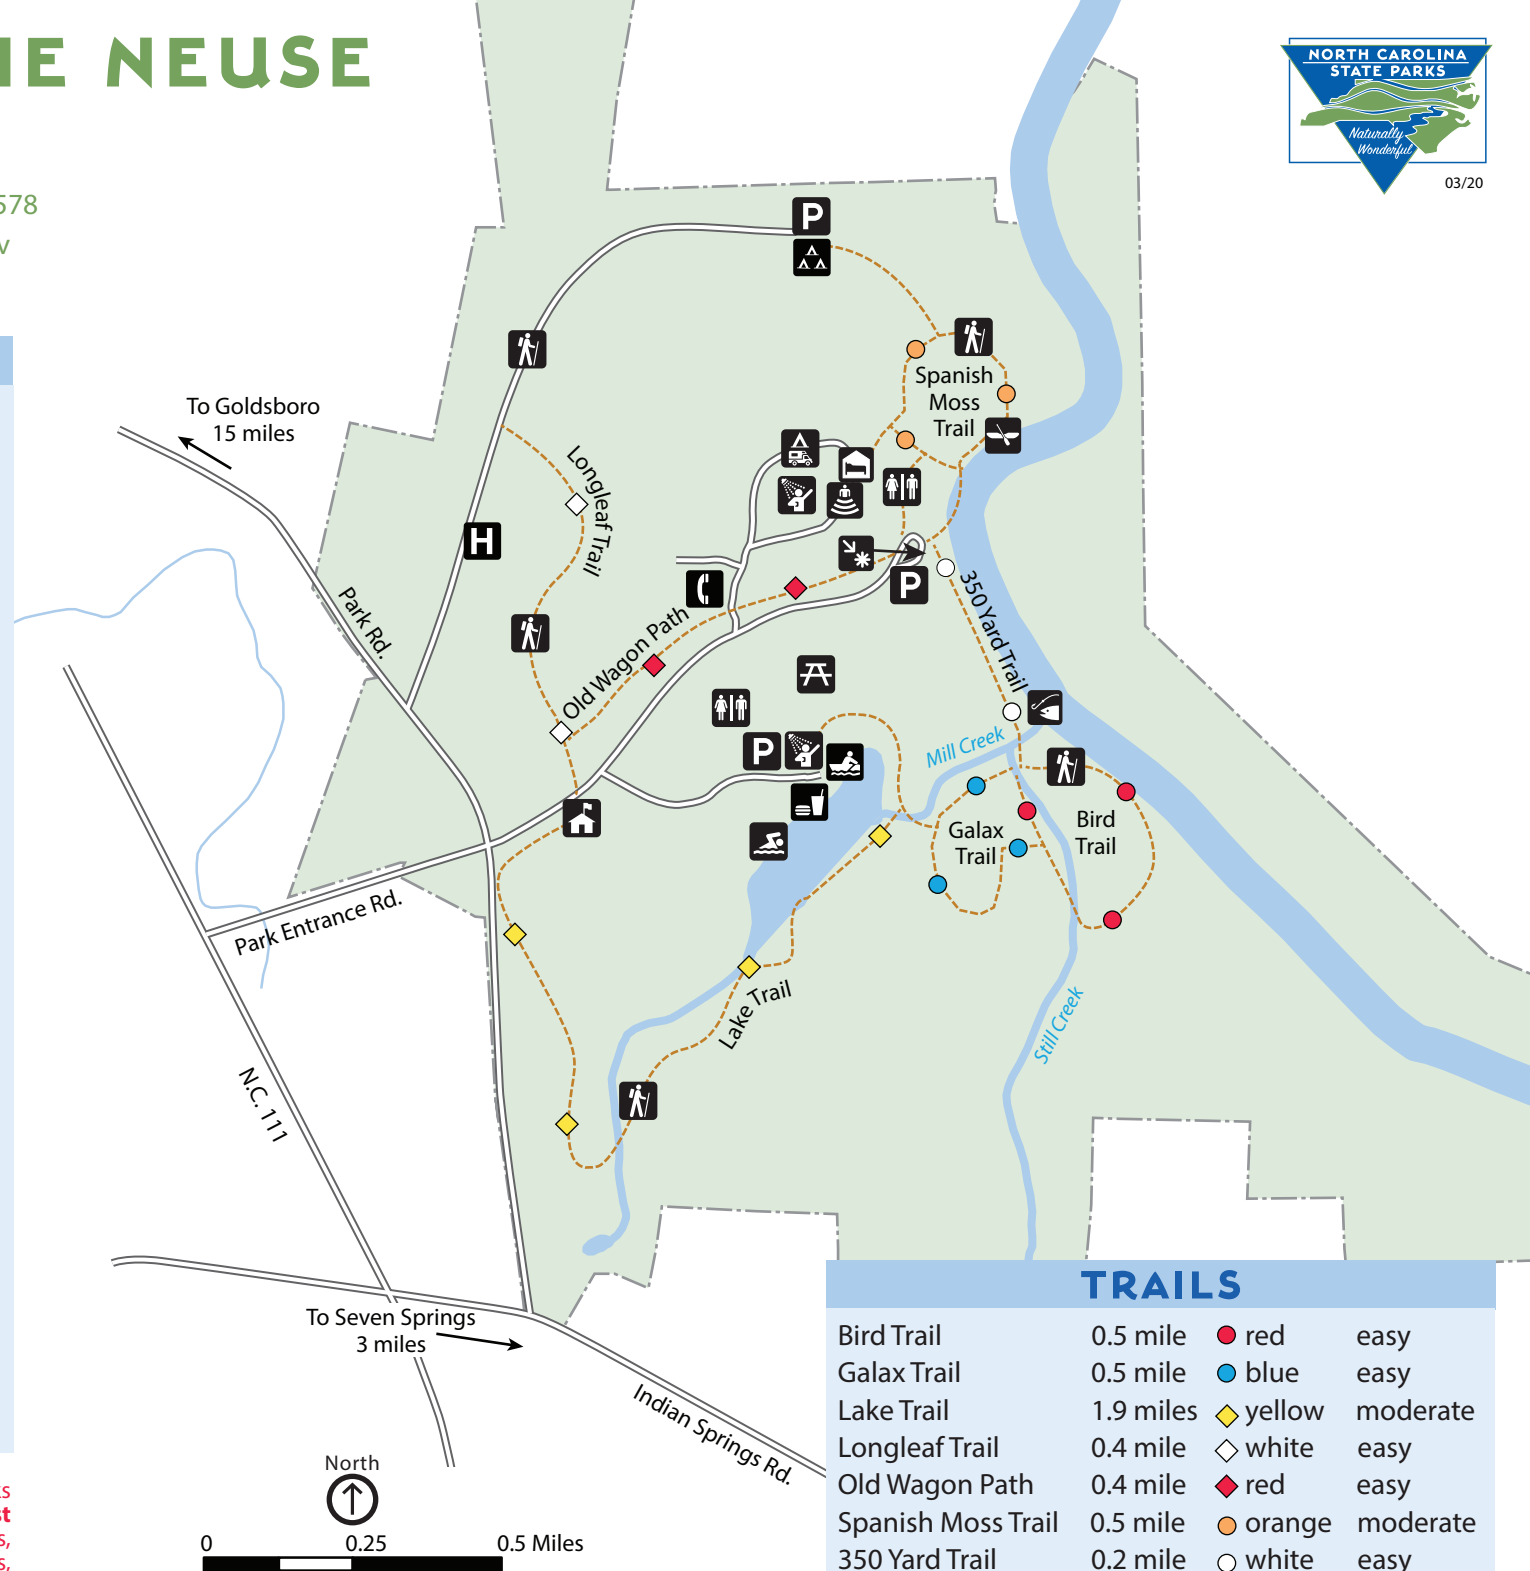 IE NEUSE
NORTH CAROLINA
STATE PARKS
Naturally
Wonderful
03/20
578
v
P
To Goldsboro
15 miles
Spanish
Moss
Trail
Longleaf Trail
H
Park Rd.
P
350 Yard Trail
Old Wagon Path
P
Mill Creek
Bird
Trail
Galax
Trail
Park Entrance Rd.
Lake Trail
Still Creek
N.C. 111
To Seven Springs
3 miles
Indian Springs Rd.
North
0 0.25 0.5 Miles
s
st
s,
s,
TRAILS
Bird Trail 0.5 mile red easy
Galax Trail 0.5 mile blue easy
Lake Trail 1.9 miles yellow moderate
Longleaf Trail 0.4 mile white easy
Old Wagon Path 0.4 mile red easy
Spanish Moss Trail 0.5 mile orange moderate
350 Yard Trail 0.2 mile white easy